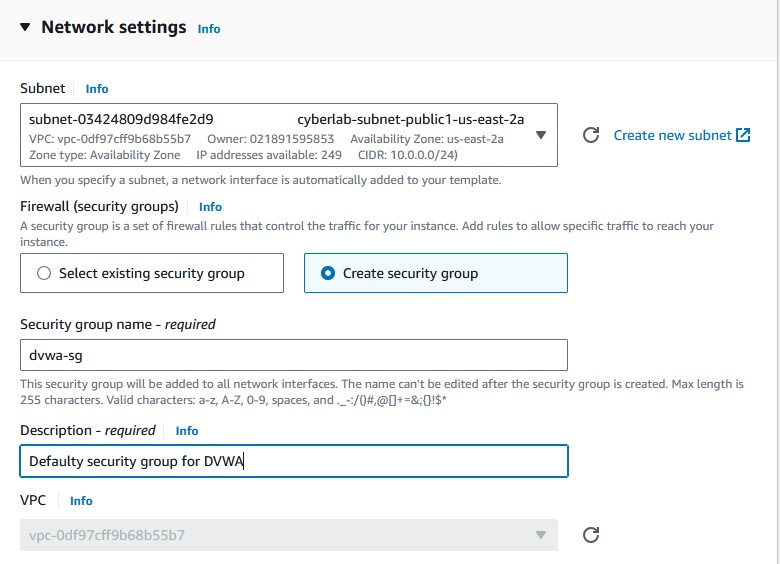 Network settings Info
Subnet Info
subnet-03424809d984fe2d9 cyberlab-subnet-public1-us-east-2a
VPC: vpc-0df97cff9b68b55b7 Owner: 021891595853 Availability Zone: us-east-2a
Zone type: Availability Zone IP addresses available: 249 CIDR: 10.0.0.0/24)
Create new subnet
When you specify a subnet, a network interface is automatically added to your template.
Firewall (security groups) Info
A security group is a set of firewall rules that control the traffic for your instance. Add rules to allow specific traffic to reach your
instance.
Select existing security group Create security group
Security group name - required
dvwa-sg
This security group will be added to all network interfaces. The name can't be edited after the security group is created. Max length is
255 characters. Valid characters: a-z, A-Z, 0-9, spaces, and ._-:/()#,@[]+=&;{}!$*
Description - required Info
Defaulty security group for DVWA
VPC Info
vpc-0df97cff9b68b55b7